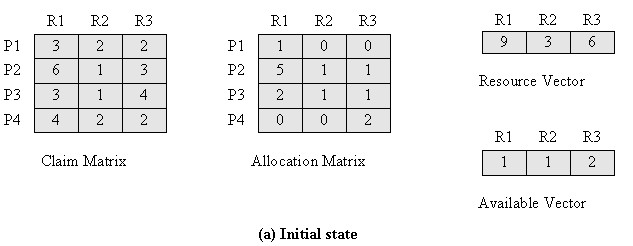 R1 R2 R3
P1 3 2 2
P2 6 1 3
P3 3 1 4
P4 4 2 2
Claim Matrix
R1 R2 R3
P1 1 0 0
P2 5 1 1
P3 2 1 1
P4 0 0 2
Allocation Matrix
R1 R2 R3
9 3 6
Resource Vector
R1 R2 R3
1 1 2
Available Vector
(a) Initial state